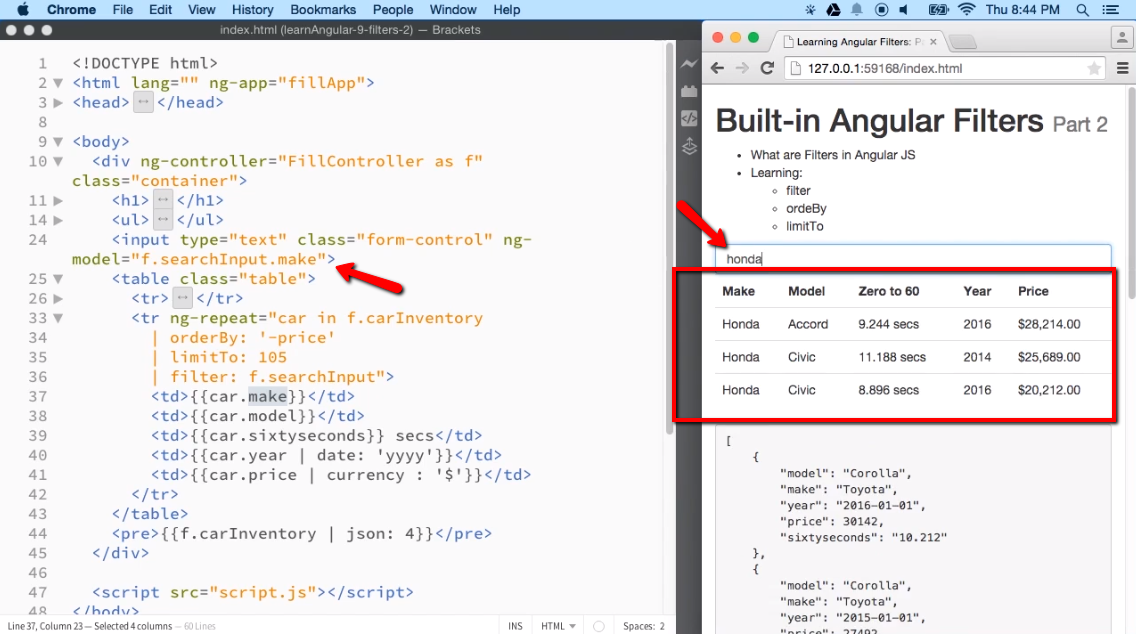 Chrome File Edit View History Bookmarks People Window Help Thu 8:44 PM
index.html (learnAngular-9-filters-2) — Brackets
1 <!DOCTYPE html>
2 <html lang="" ng-app="fillApp">
3 <head> </head>
8
9 <body>
10 <div ng-controller="FillController as f"
class="container">
11 <h1> </h1>
14 <ul> </ul>
24 <input type="text" class="form-control" ng-
model="f.searchInput.make">
25 <table class="table">
26 <tr> </tr>
33 <tr ng-repeat="car in f.carInventory
34 | orderBy: '-price'
35 | limitTo: 105
36 | filter: f.searchInput">
37 <td>{{car.make}}</td>
38 <td>{{car.model}}</td>
39 <td>{{car.sixtyseconds}} secs</td>
40 <td>{{car.year | date: 'yyyy'}}</td>
41 <td>{{car.price | currency : '$'}}</td>
42 </tr>
43 </table>
44 <pre>{{f.carInventory | json: 4}}</pre>
45 </div>
46
47 <script src="script.js"></script>
48 </body>
Line 37, Column 23 — Selected 4 columns — 60 Lines
INS HTML Spaces: 2
Learning Angular Filters: P
127.0.0.1:59168/index.html
Built-in Angular Filters Part 2
What are Filters in Angular JS
Learning:
filter
ordeBy
limitTo
honda
Make Model Zero to 60 Year Price
Honda Accord 9.244 secs 2016 $28,214.00
Honda Civic 11.188 secs 2014 $25,689.00
Honda Civic 8.896 secs 2016 $20,212.00
[
{
"model": "Corolla",
"make": "Toyota",
"year": "2016-01-01",
"price": 30142,
"sixtyseconds": "10.212"
},
{
"model": "Corolla",
"make": "Toyota",
"year": "2015-01-01",
"price": 27492,